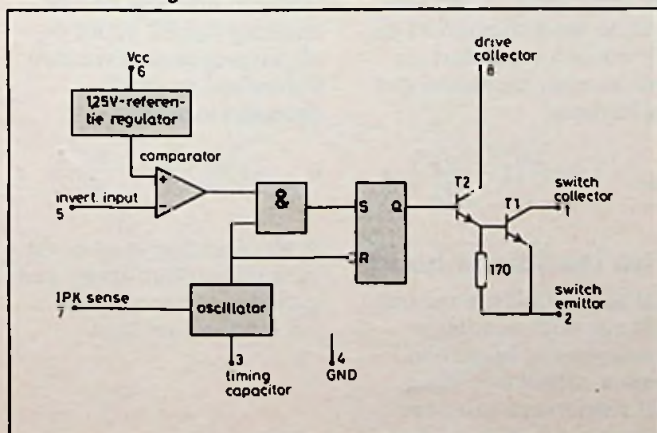 Vcc
6
1,25V-referen-
tie regulator
comparator
+
−
invert. input
5
&
S
Q
R
IPK sense
7
oscillator
3
timing
capacitor
4
GND
drive
collector
8
T2
T1
switch
collector
1
170
switch
emittor
2